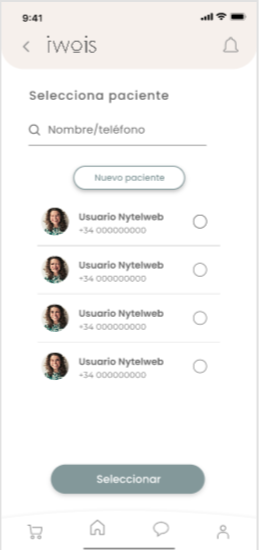 9:41
iwois
Selecciona paciente
Nombre/teléfono
Nuevo paciente
Usuario Nytelweb
+34 000000000
Usuario Nytelweb
+34 000000000
Usuario Nytelweb
+34 000000000
Usuario Nytelweb
+34 000000000
Seleccionar